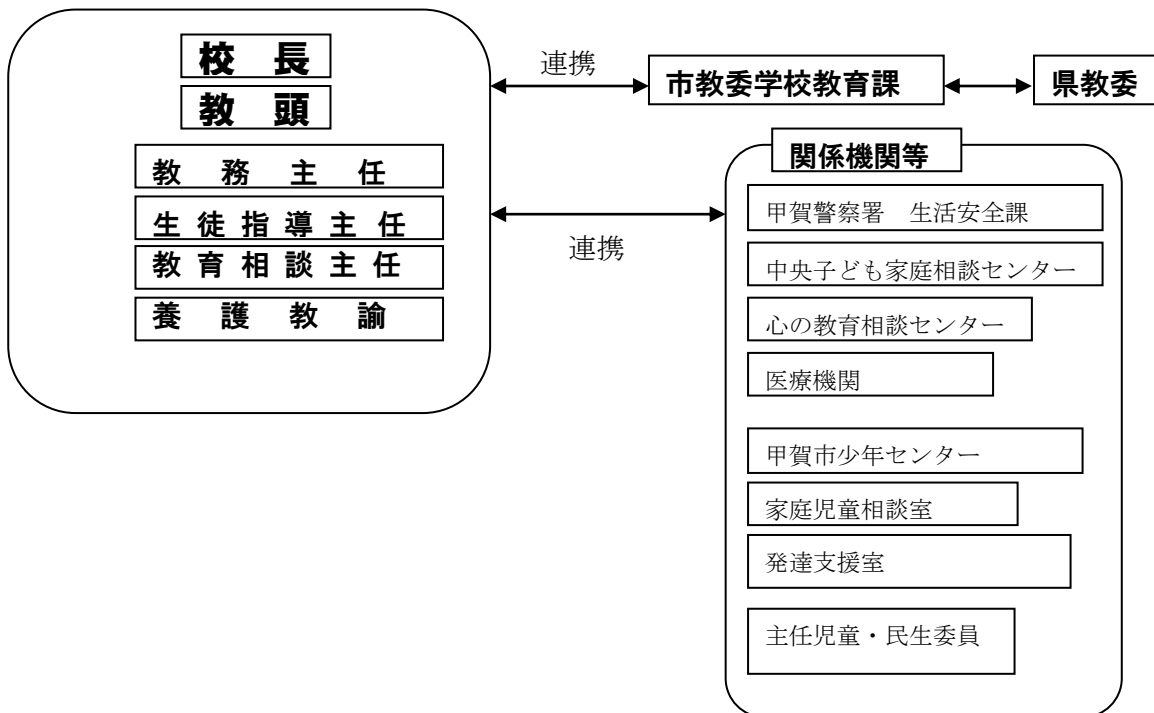 校長
教頭
教務主任
生徒指導主任
教育相談主任
養護教諭
連携
市教委学校教育課
県教委
連携
関係機関等
甲賀警察署　生活安全課
中央子ども家庭相談センター
心の教育相談センター
医療機関
甲賀市少年センター
家庭児童相談室
発達支援室
主任児童・民生委員